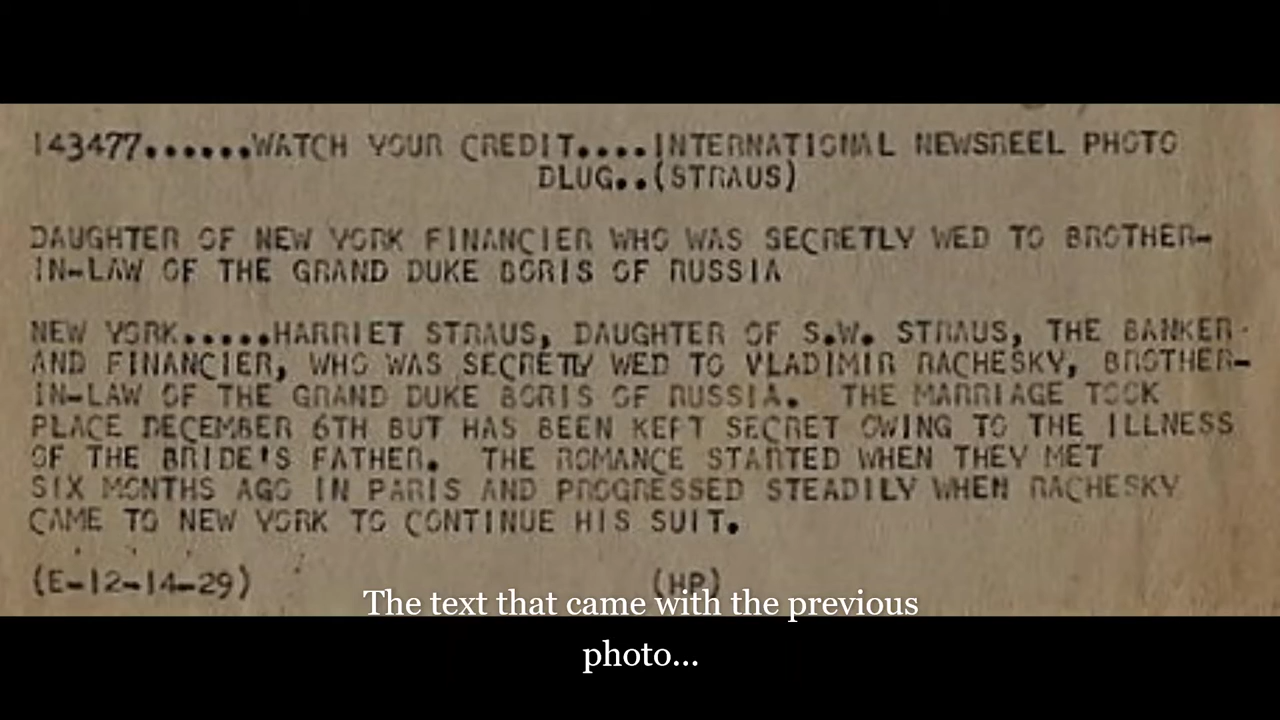 143477......WATCH YOUR CREDIT....INTERNATIONAL NEWSREEL PHOTO
DLUG..(STRAUS)
DAUGHTER OF NEW YORK FINANCIER WHO WAS SECRETLY WED TO BROTHER-
IN-LAW OF THE GRAND DUKE BORIS OF RUSSIA
NEW YORK.....HARRIET STRAUS, DAUGHTER OF S.W. STRAUS, THE BANKER
AND FINANCIER, WHO WAS SECRETLY WED TO VLADIMIR RACHESKY, BROTHER-
IN-LAW OF THE GRAND DUKE BORIS OF RUSSIA. THE MARRIAGE TOOK
PLACE DECEMBER 6TH BUT HAS BEEN KEPT SECRET OWING TO THE ILLNESS
OF THE BRIDE'S FATHER. THE ROMANCE STARTED WHEN THEY MET
SIX MONTHS AGO IN PARIS AND PROGRESSED STEADILY WHEN RACHESKY
CAME TO NEW YORK TO CONTINUE HIS SUIT.
(E-12-14-29) (HP)
The text that came with the previous
photo...